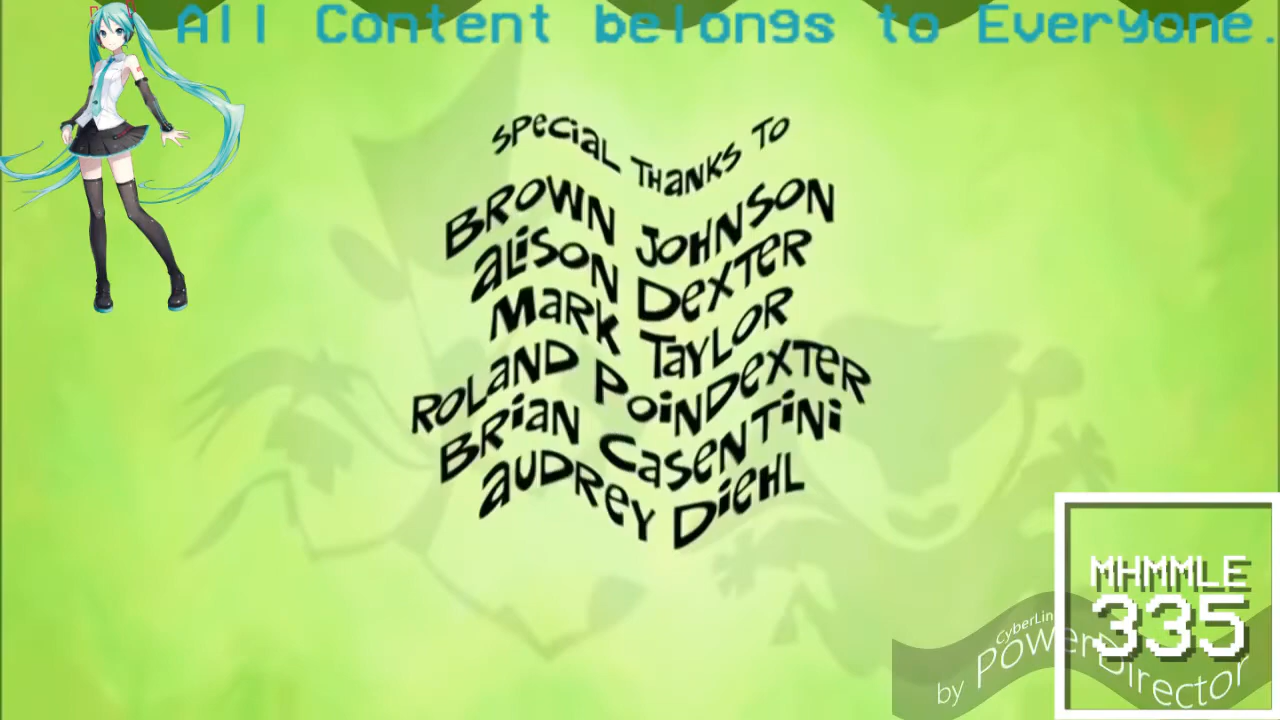 All Content belongs to Everyone.
SPECiaL THaNKS TO
BROWN JOHNSON
aLiSON DEXTER
MaRK TaYLOR
ROLaND POiNDEXTER
BRiaN CaSENTiNi
aUDREY DiEHL
MHMMLE
335
CyberLin
by PowerDirector